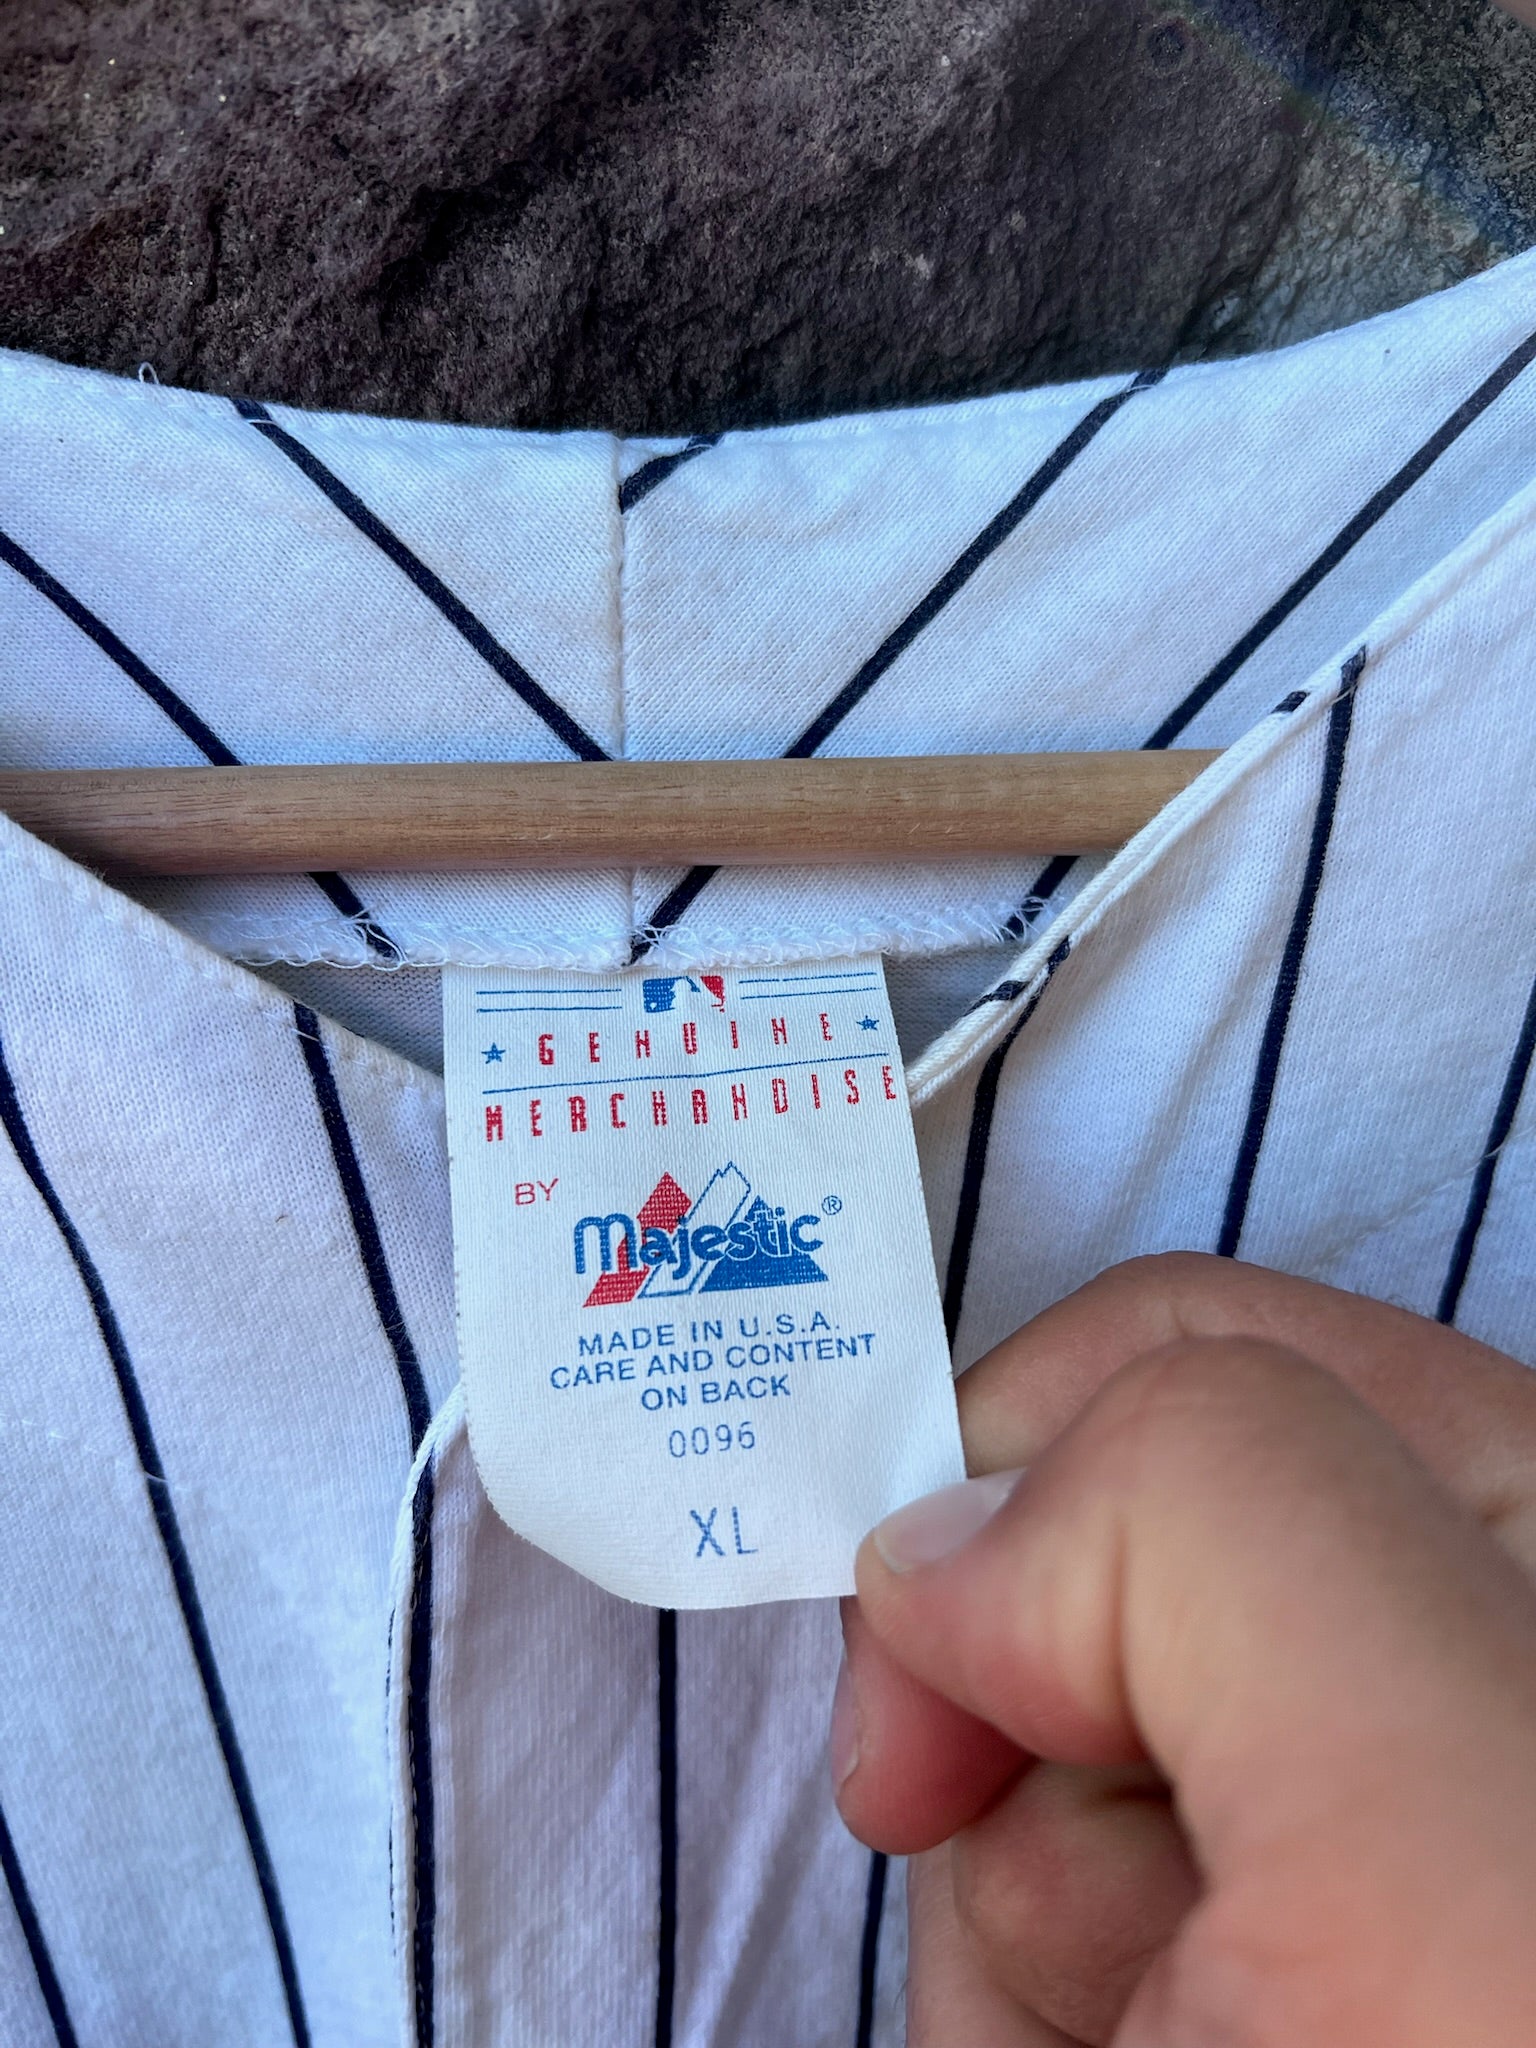 GENUINE
MERCHANDISE
BY
Majestic®
MADE IN U.S.A.
CARE AND CONTENT
ON BACK
0096
XL